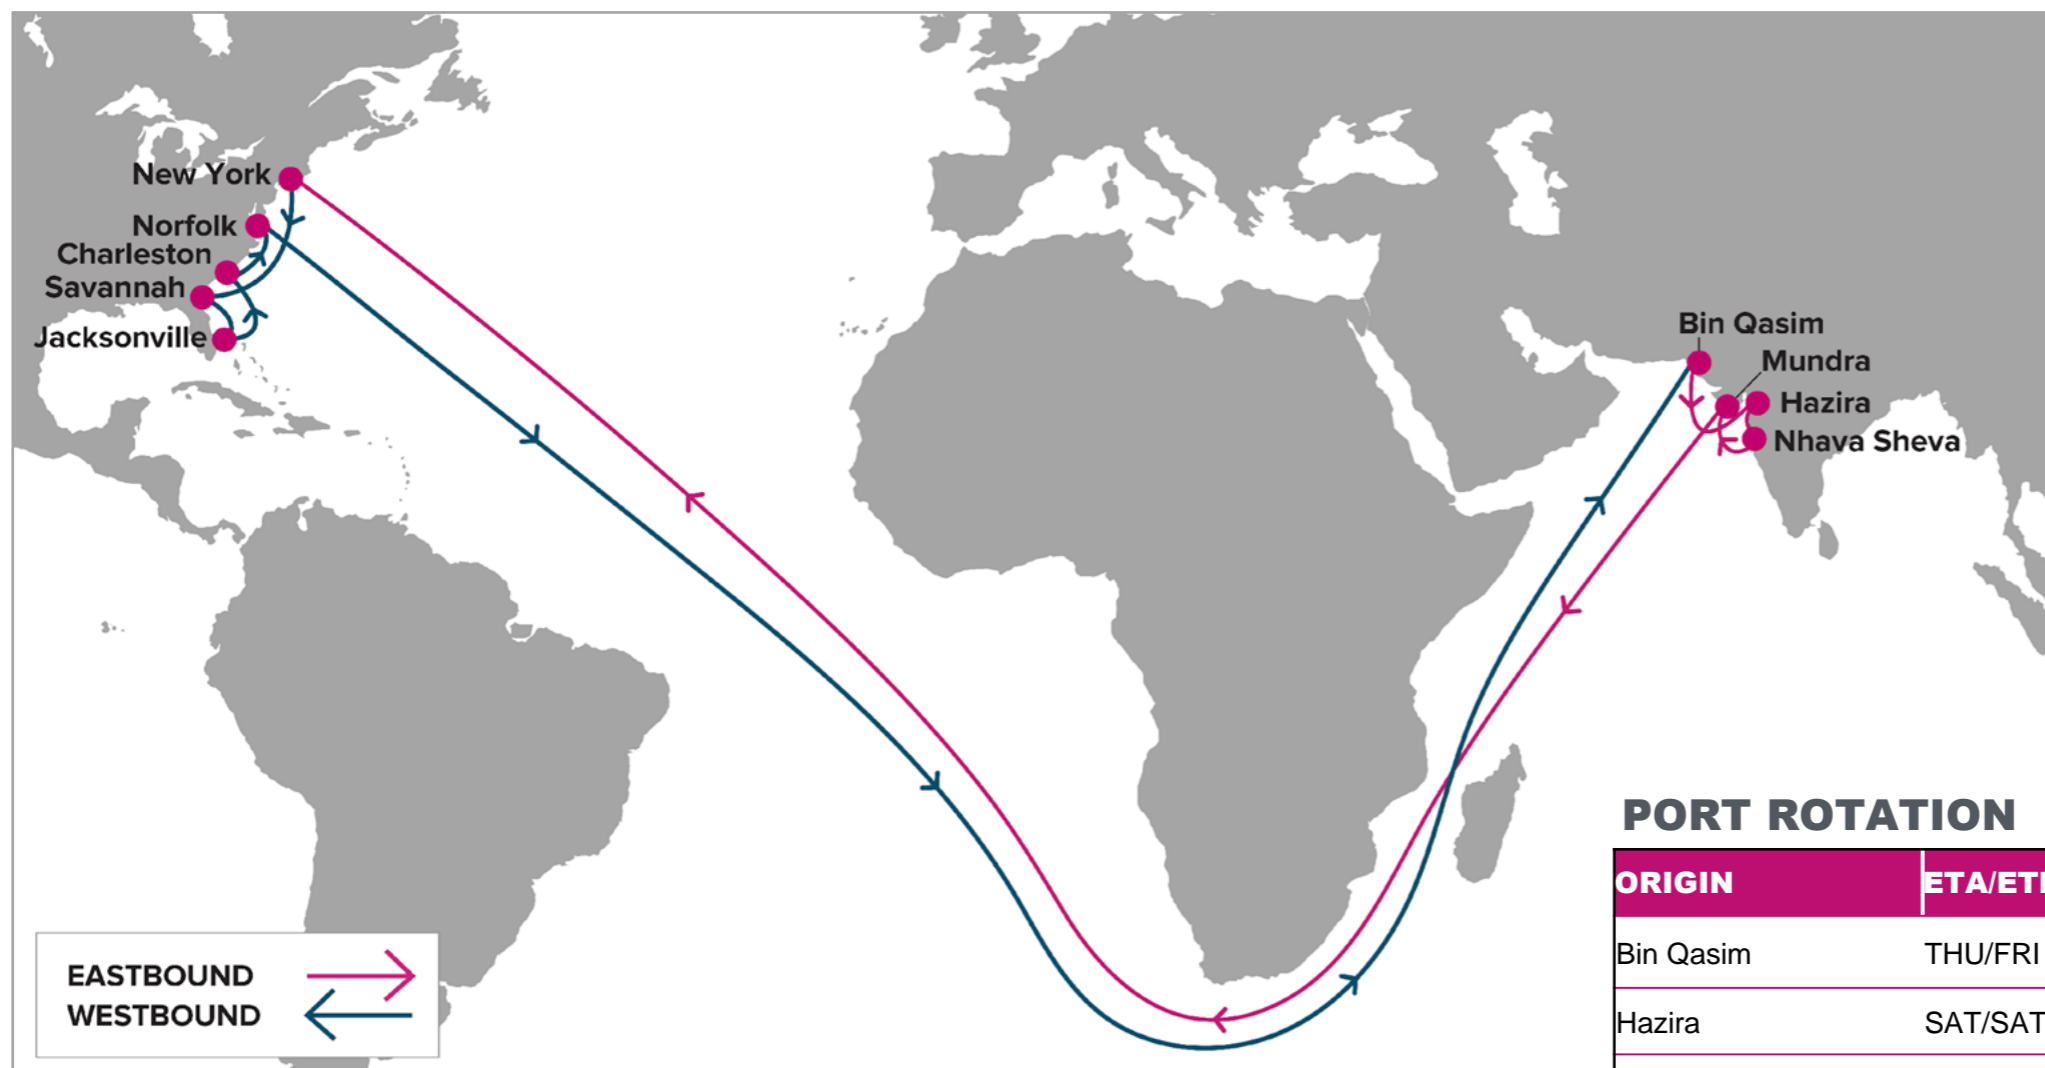 New York
Norfolk
Charleston
Savannah
Jacksonville
Bin Qasim
Mundra
Hazira
Nhava Sheva
EASTBOUND
WESTBOUND
PORT ROTATION
ORIGIN
Bin Qasim THU/FRI
Hazira SAT/SAT